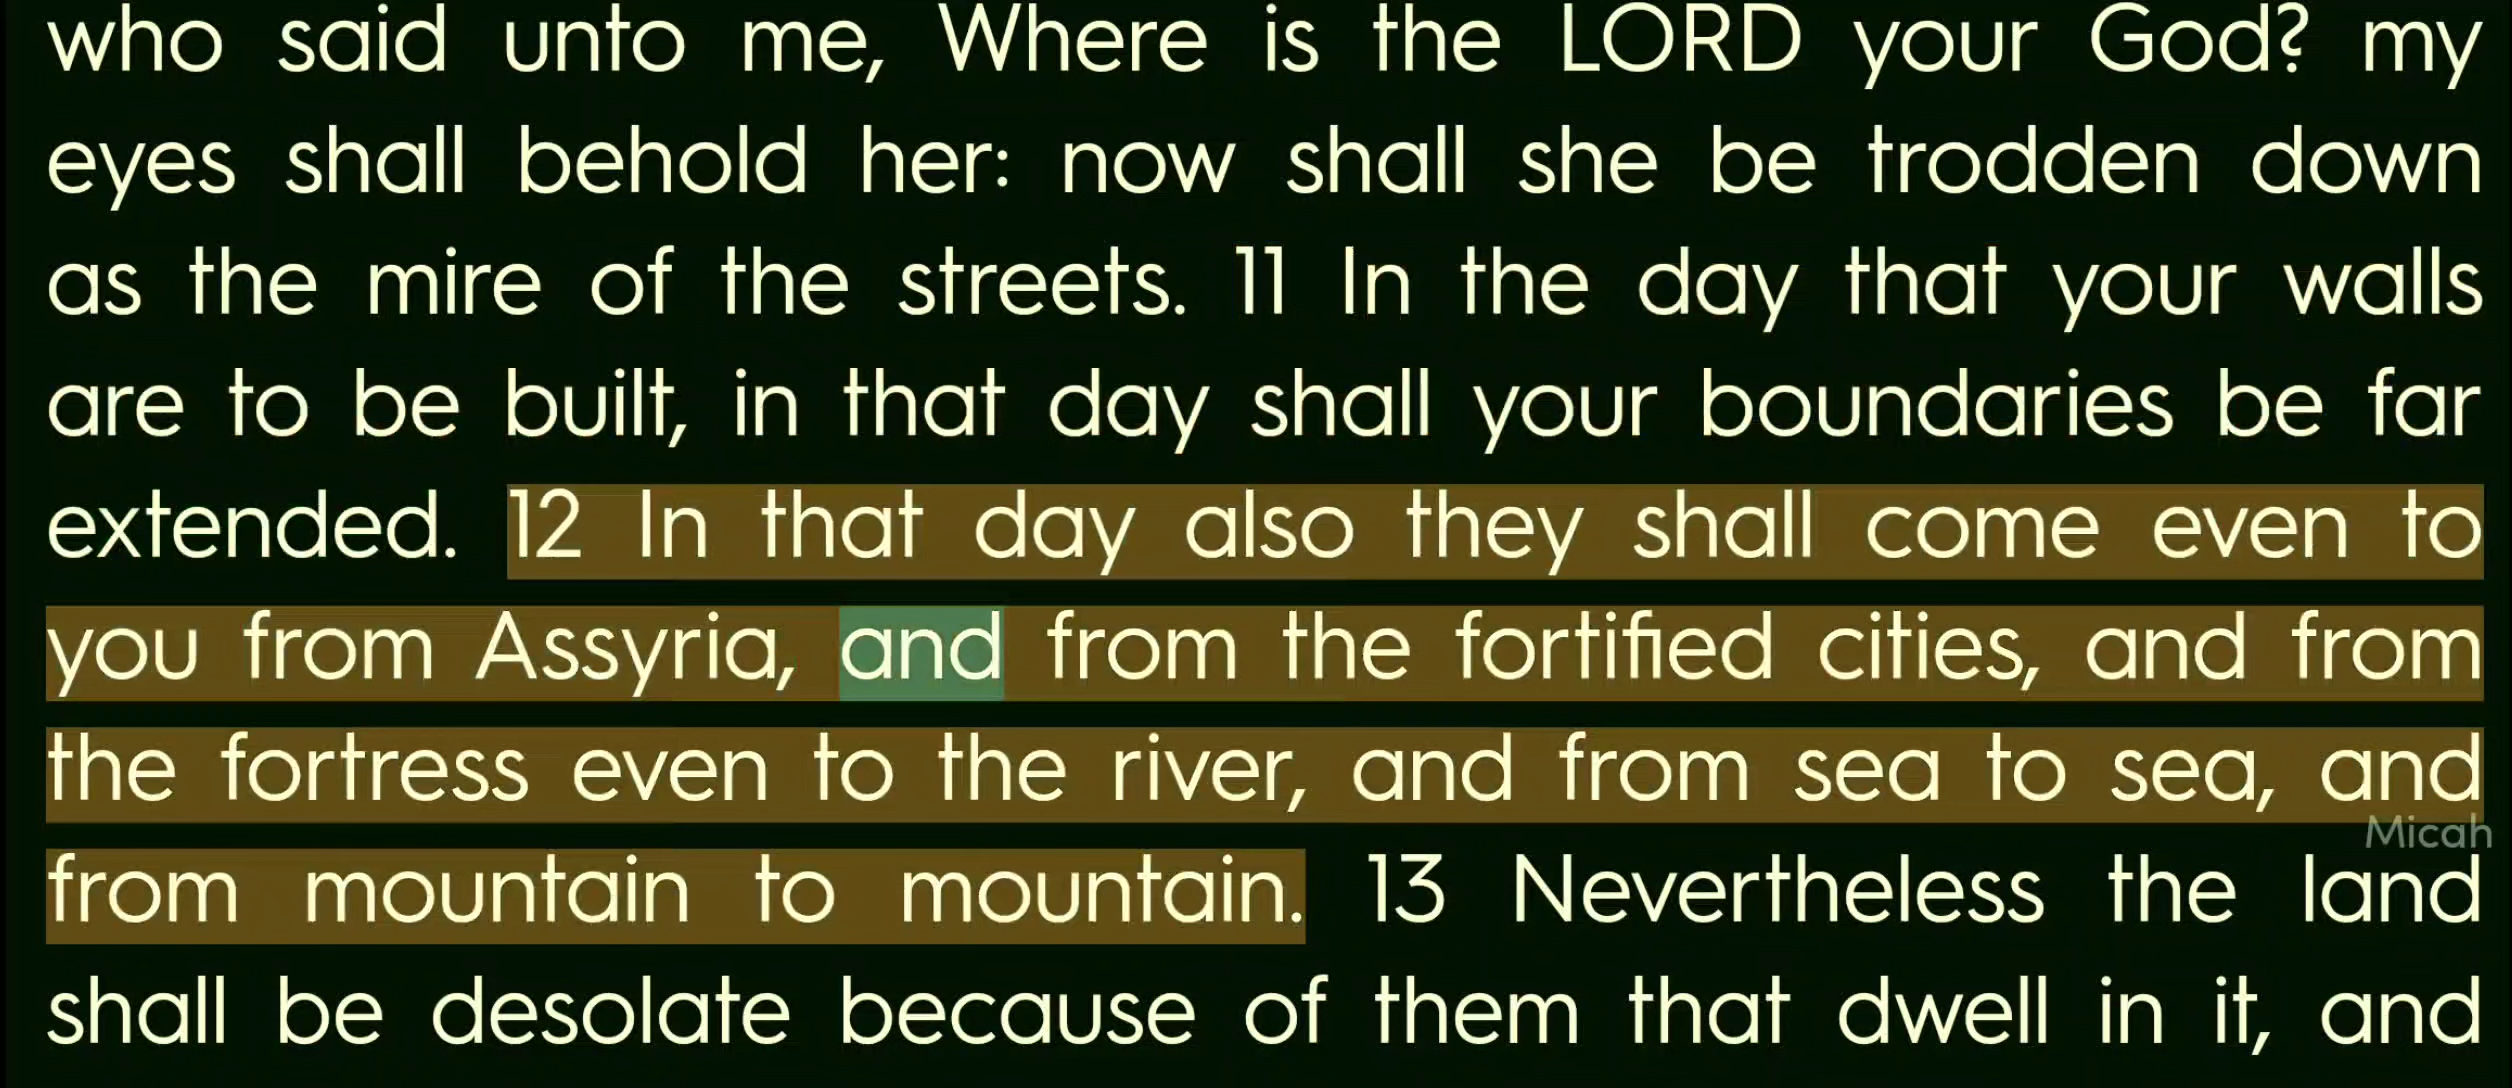 who said unto me, Where is the LORD your God? my
eyes shall behold her: now shall she be trodden down
as the mire of the streets. 11 In the day that your walls
are to be built, in that day shall your boundaries be far
extended. 12 In that day also they shall come even to
you from Assyria, and from the fortified cities, and from
the fortress even to the river, and from sea to sea, and
Micah
from mountain to mountain. 13 Nevertheless the land
shall be desolate because of them that dwell in it, and